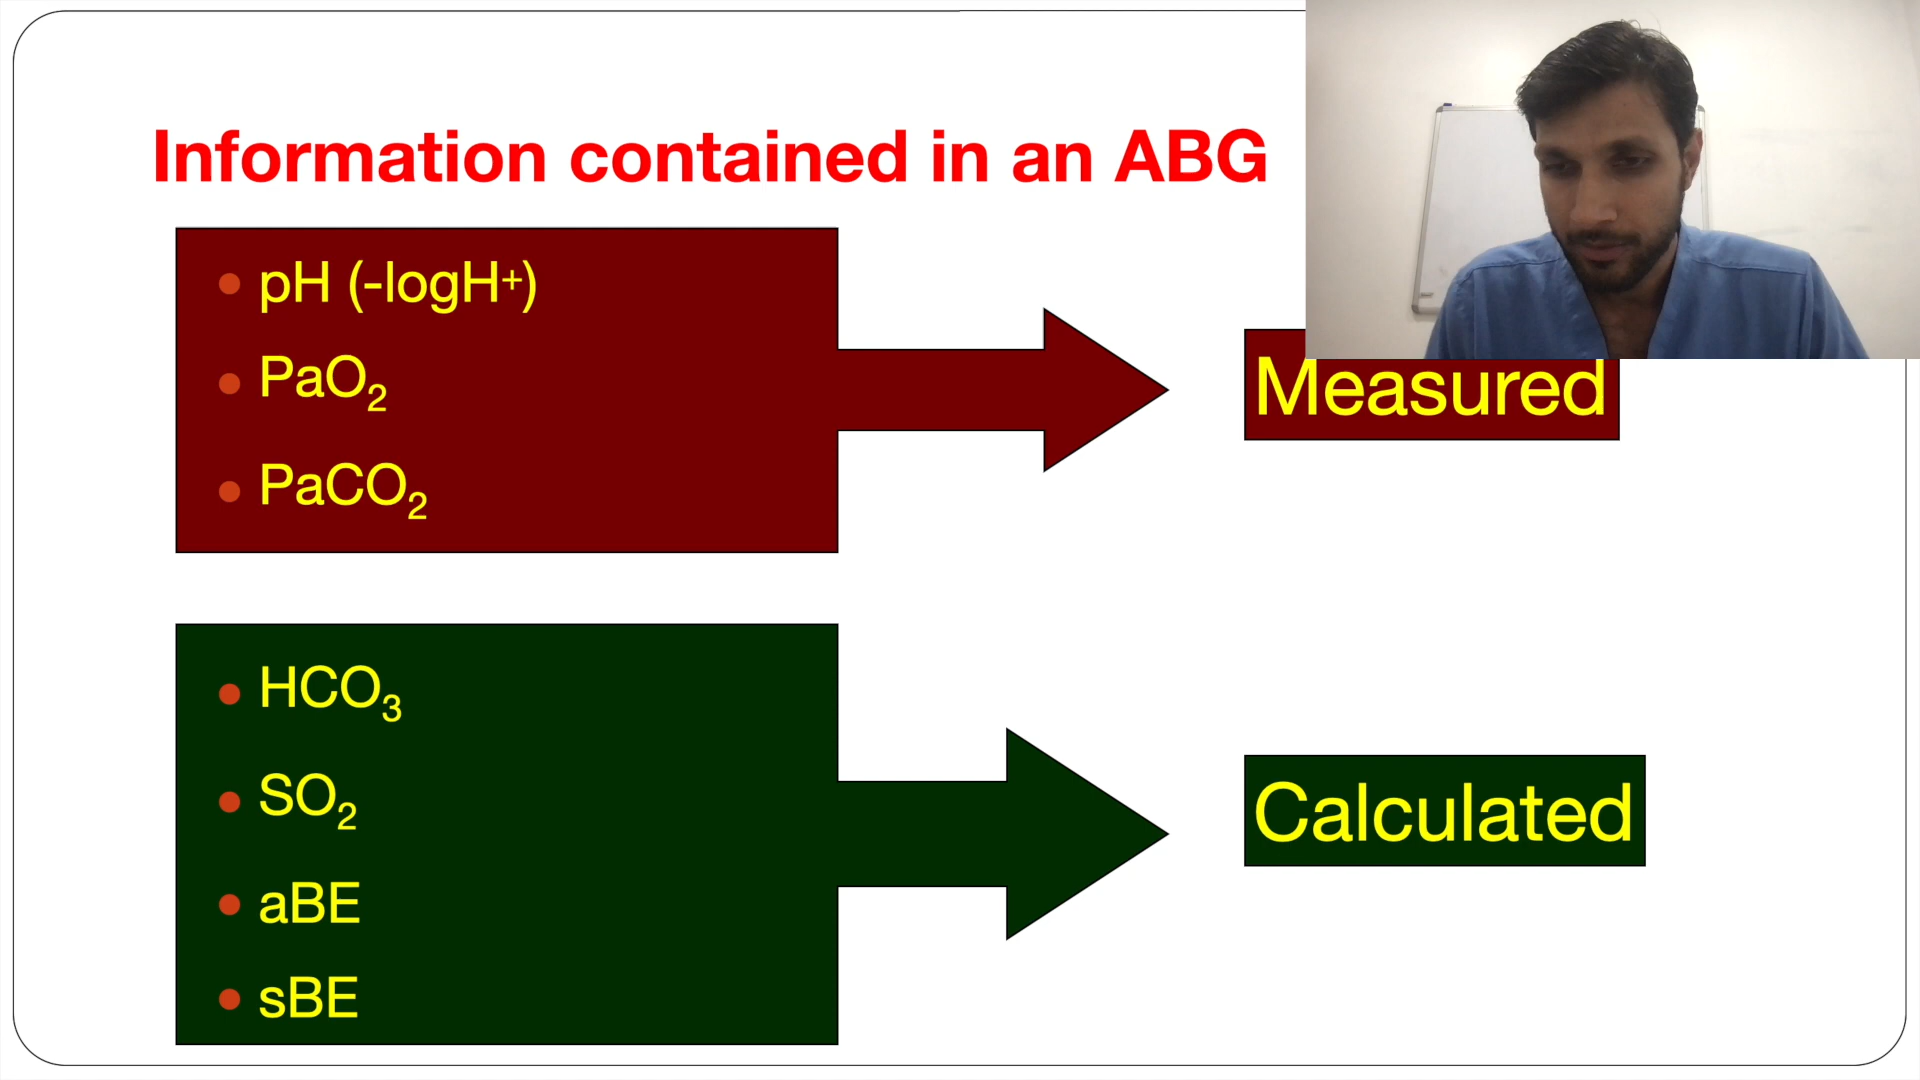 Information contained in an ABG
pH (-logH⁺)
PaO₂
PaCO₂
Measured
HCO₃
SO₂
aBE
sBE
Calculated